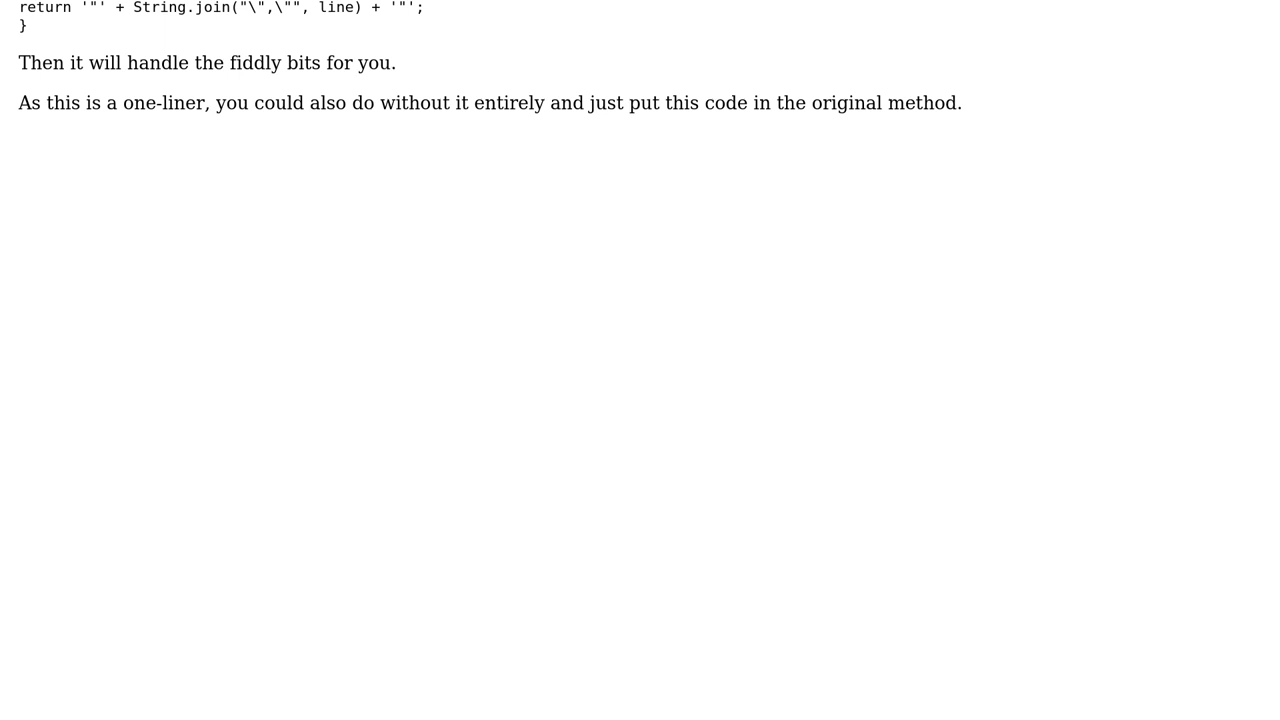 return '"' + String.join("\",\"", line) + '"';
}
Then it will handle the fiddly bits for you.
As this is a one-liner, you could also do without it entirely and just put this code in the original method.